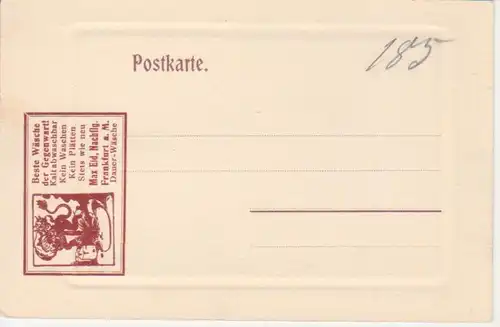 Postkarte.
185
Beste Wäsche
der Gegenwart!
Kaltabwaschbar
Kein Waschen
Kein Plätten
Stets wie neu
Max Eid, Nachflg.
Frankfurt a. M.
Dauer-Wäsche